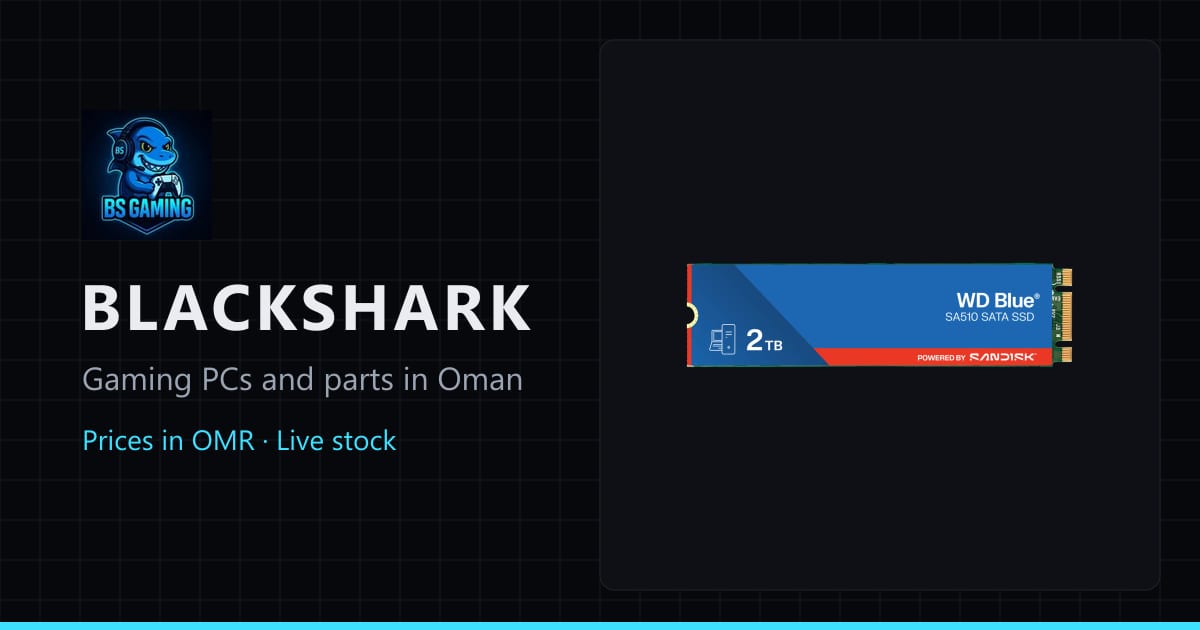 BS
BS GAMING
BLACKSHARK
Gaming PCs and parts in Oman
Prices in OMR · Live stock
WD Blue®
SA510 SATA SSD
2TB
POWERED BY SANDISK™